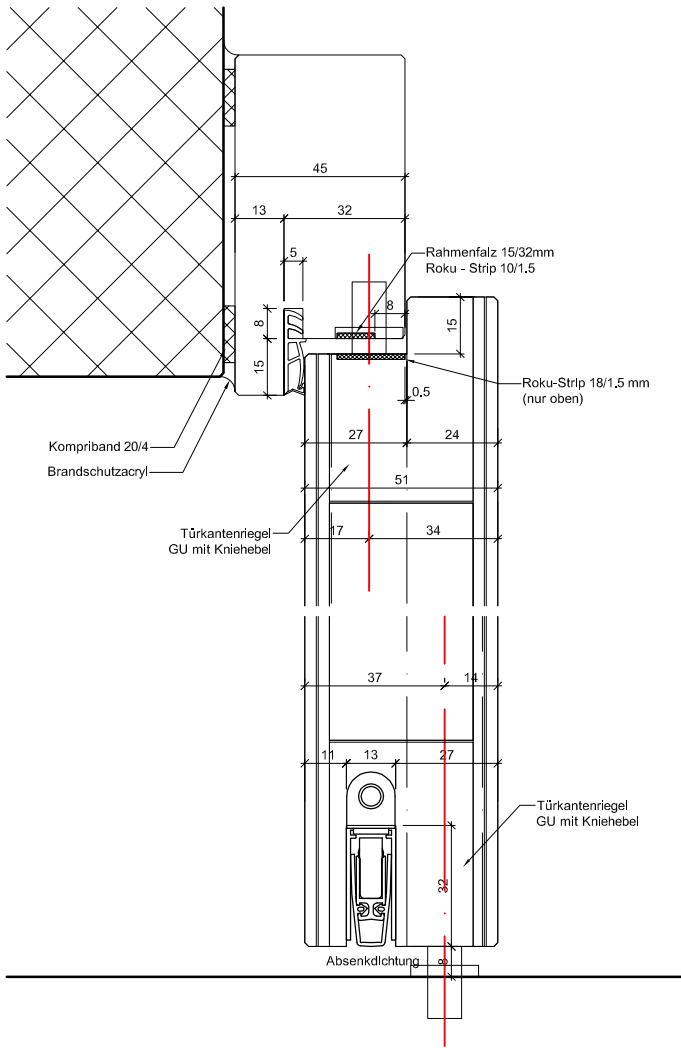 45
13
32
5
Rahmenfalz 15/32mm
Roku - Strip 10/1.5
8
8
15
15
Roku-Strip 18/1.5 mm
(nur oben)
0.5
27
24
Kompriband 20/4
Brandschutzacryl
51
Türkantenriegel
GU mit Kniehebel
17
34
37
14
11
13
27
Türkantenriegel
GU mit Kniehebel
32
Absenkdichtung
8